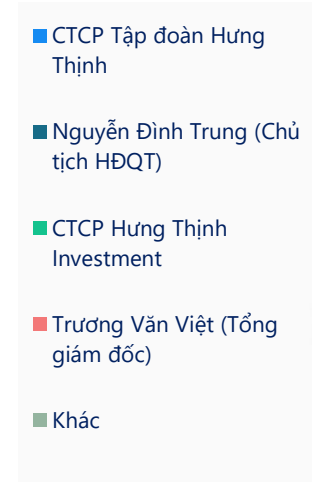 CTCP Tập đoàn Hưng
Thịnh
Nguyễn Đình Trung (Chủ
tịch HĐQT)
CTCP Hưng Thịnh
Investment
Trương Văn Việt (Tổng
giám đốc)
Khác